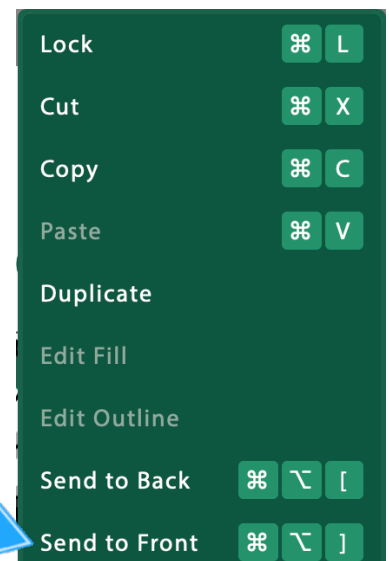 Lock ⌘ L
Cut ⌘ X
Copy ⌘ C
Paste ⌘ V
Duplicate
Edit Fill
Edit Outline
Send to Back ⌘ ⌥ [
Send to Front ⌘ ⌥ ]